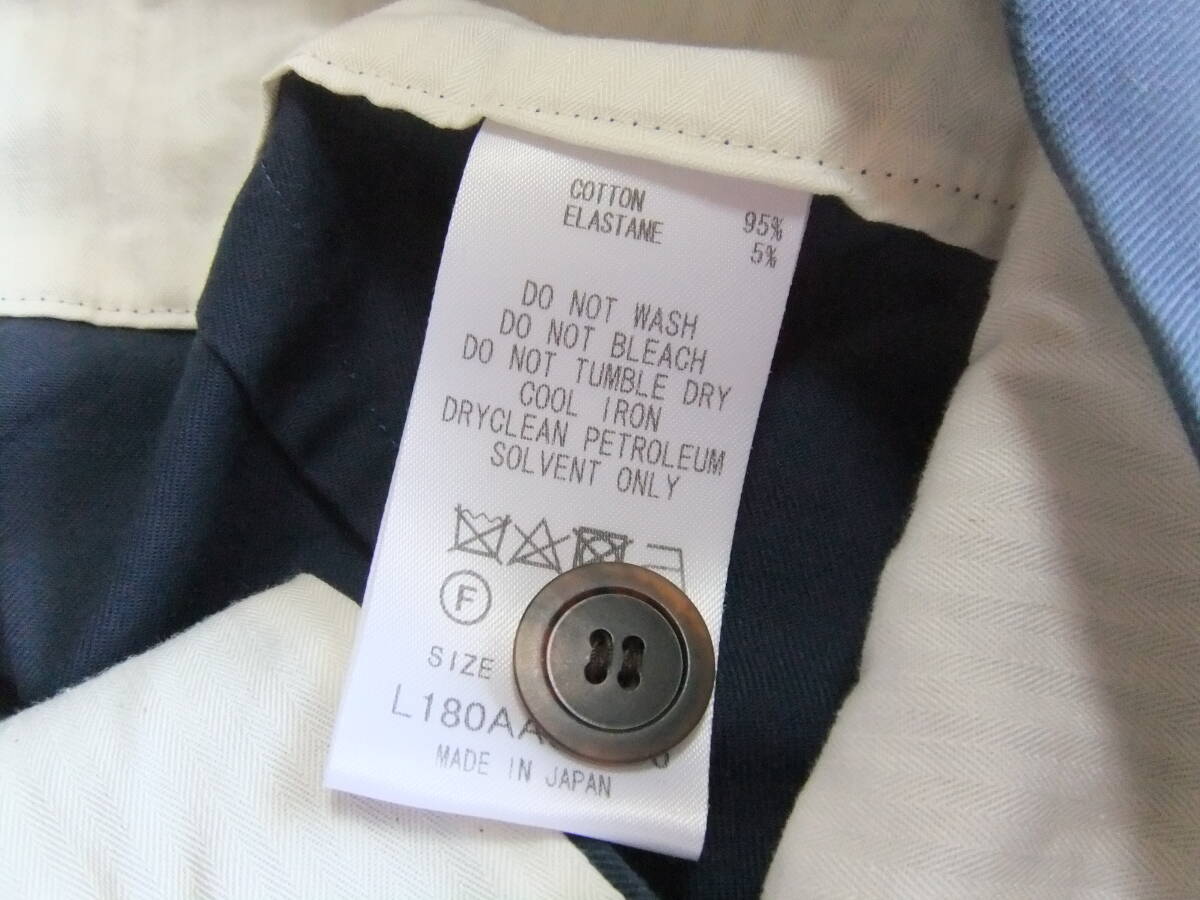 COTTON 95%
ELASTANE 5%
DO NOT WASH
DO NOT BLEACH
DO NOT TUMBLE DRY
COOL IRON
DRYCLEAN PETROLEUM
SOLVENT ONLY
F
SIZE
MADE IN JAPAN